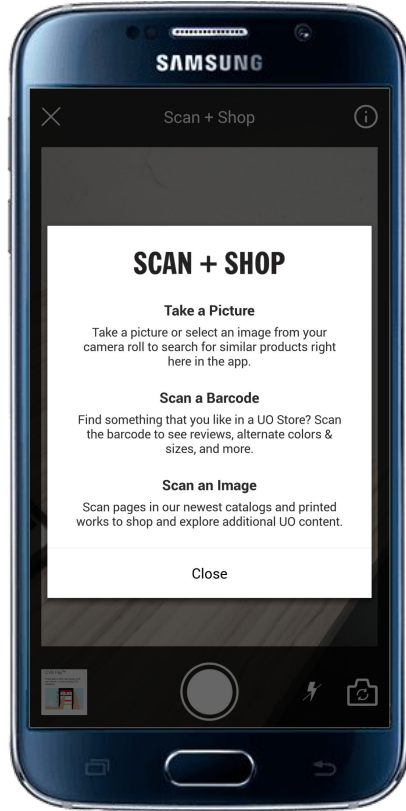 SAMSUNG
Scan + Shop
SCAN + SHOP
Take a Picture
Take a picture or select an image from your
camera roll to search for similar products right
here in the app.
Scan a Barcode
Find something that you like in a UO Store? Scan
the barcode to see reviews, alternate colors &
sizes, and more.
Scan an Image
Scan pages in our newest catalogs and printed
works to shop and explore additional UO content.
Close